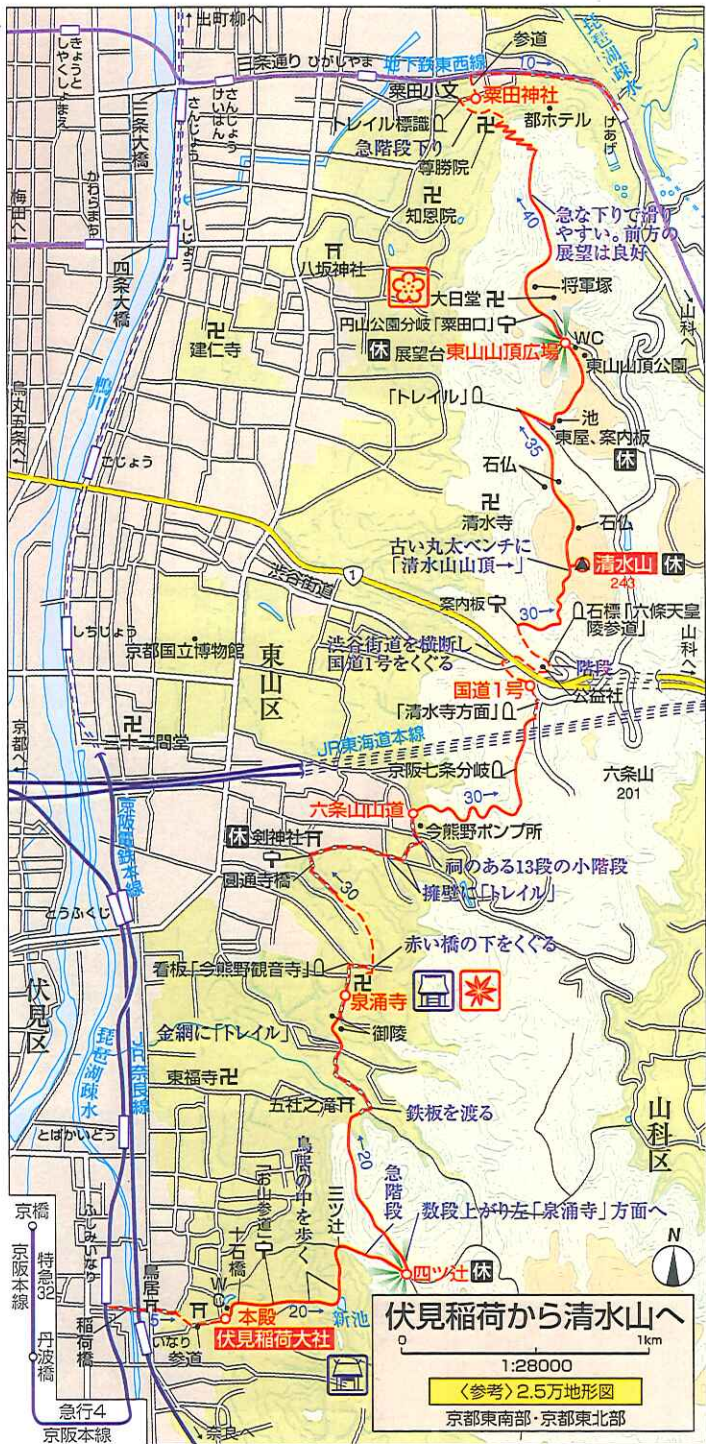 出町柳へ
三条通り ひがしやま
地下鉄東西線
参道
琵琶湖疏水
きょうと
しやくしょまえ
三条大橋
さんじょう
さんじょう
けいはん
粟田小文
粟田神社
10→
けあげ
トレイル標識
都ホテル
急階段下り
尊勝院
かわらまち
梅田へ
しじょう
知恩院
←40
急な下りで滑り
やすい。前方の
展望は良好
山科へ
四条大橋
八坂神社
大日堂
将軍塚
円山公園分岐「粟田口」
建仁寺
WC
休 展望台 東山山頂広場
東山山頂公園
鴨川
烏丸五条へ
「トレイル」
池
東屋、案内板
休
←35
ごじょう
石仏
清水寺
石仏
古い丸太ベンチに
「清水山山頂→」
清水山 休
243
渋谷街道
1
案内板
30→
石標「六條天皇
陵参道」
山科へ
しちじょう
京都国立博物館
東山区
渋谷街道を横断し
国道1号をくぐる
階段
国道1号
公益社
「清水寺方面」
三十三間堂
JR東海道本線
京都へ
京阪七条分岐
六条山
201
30→
六条山山道
京阪電鉄本線
休 剣神社
今熊野ポンプ所
祠のある13段の小階段
圓通寺橋
擁壁に「トレイル」
←30
とうふくじ
赤い橋の下をくぐる
看板「今熊野観音寺」
泉涌寺
伏見区
琵琶湖疏水
JR奈良線
金網に「トレイル」
御陵
東福寺
五社之滝
鉄板を渡る
山科区
とばかいどう
←20
鳥居の中を歩く
「お山参道」
三ツ辻
急階段
数段上がり左「泉涌寺」方面へ
十石橋
WC
四ツ辻 休
N
京橋
ふしみいなり
鳥居
5→
本殿
20→
新池
京阪本線
特急32
丹波橋
稲荷橋
いなり
参道
伏見稲荷大社
急行4
京阪本線
奈良へ
伏見稲荷から清水山へ
0 1km
1:28000
〈参考〉2.5万地形図
京都東南部・京都東北部